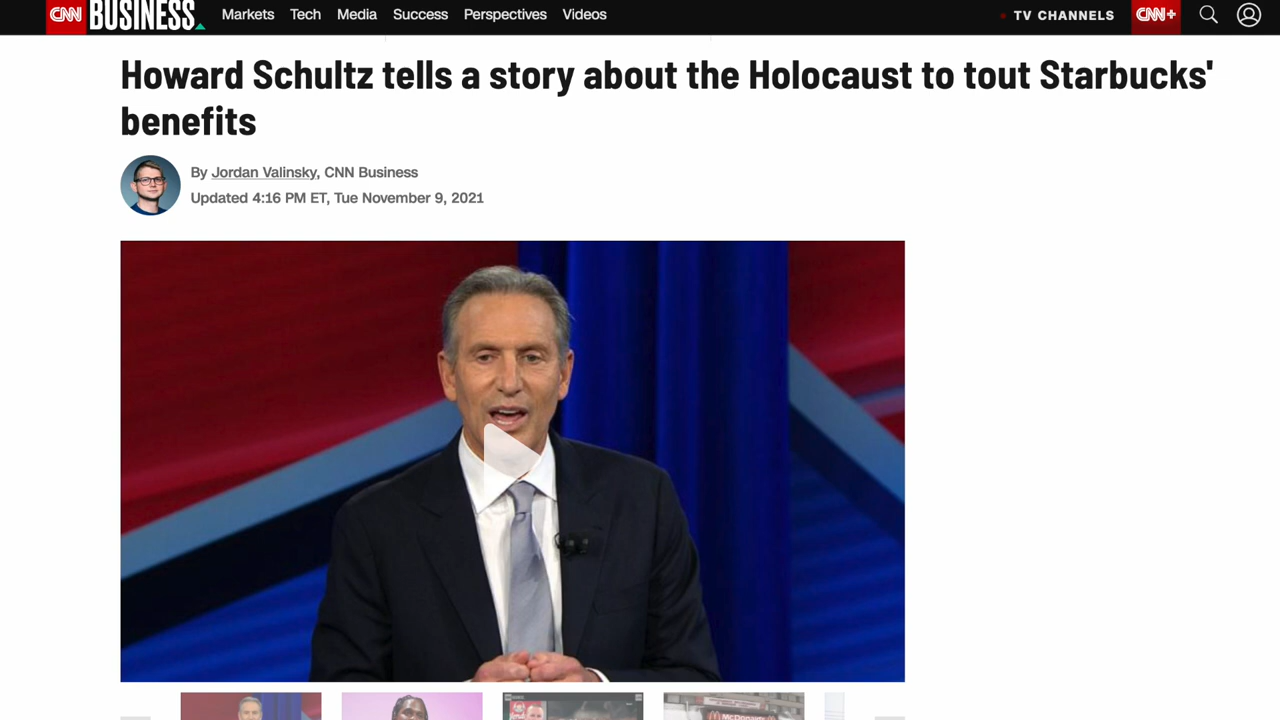 CNN BUSINESS Markets Tech Media Success Perspectives Videos TV CHANNELS CNN+
Howard Schultz tells a story about the Holocaust to tout Starbucks'
benefits
By Jordan Valinsky, CNN Business
Updated 4:16 PM ET, Tue November 9, 2021
McDonald's